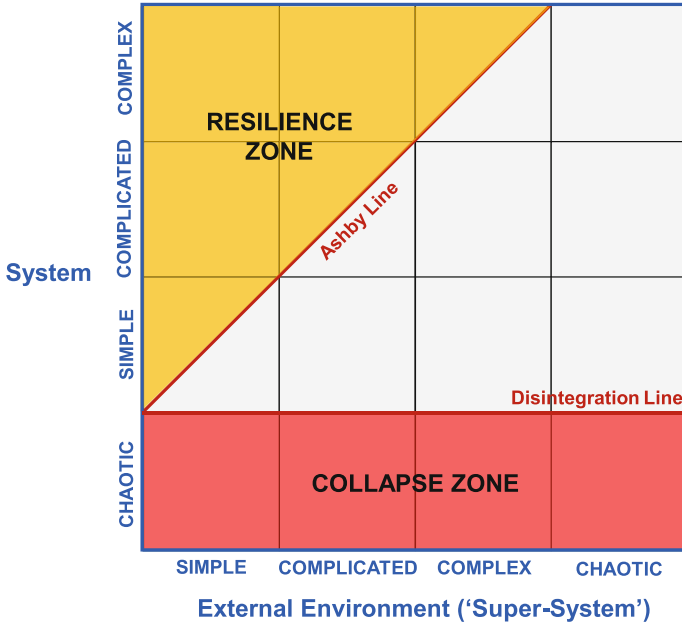 COMPLEX
RESILIENCE
ZONE
COMPLICATED
Ashby Line
System
SIMPLE
Disintegration Line
CHAOTIC
COLLAPSE ZONE
SIMPLE
COMPLICATED
COMPLEX
CHAOTIC
External Environment (‘Super-System’)